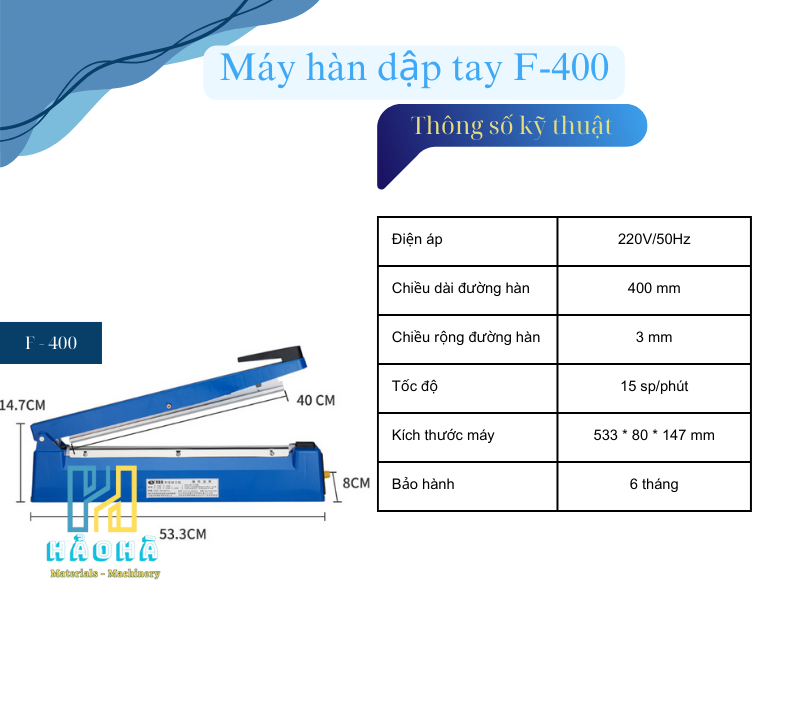 Máy hàn dập tay F-400
Thông số kỹ thuật
Điện áp 220V/50Hz
Chiều dài đường hàn 400 mm
Chiều rộng đường hàn 3 mm
Tốc độ 15 sp/phút
Kích thước máy 533 * 80 * 147 mm
Bảo hành 6 tháng
F - 400
14.7CM
40 CM
8CM
53.3CM
HẢOHÀ
Materials - Machinery